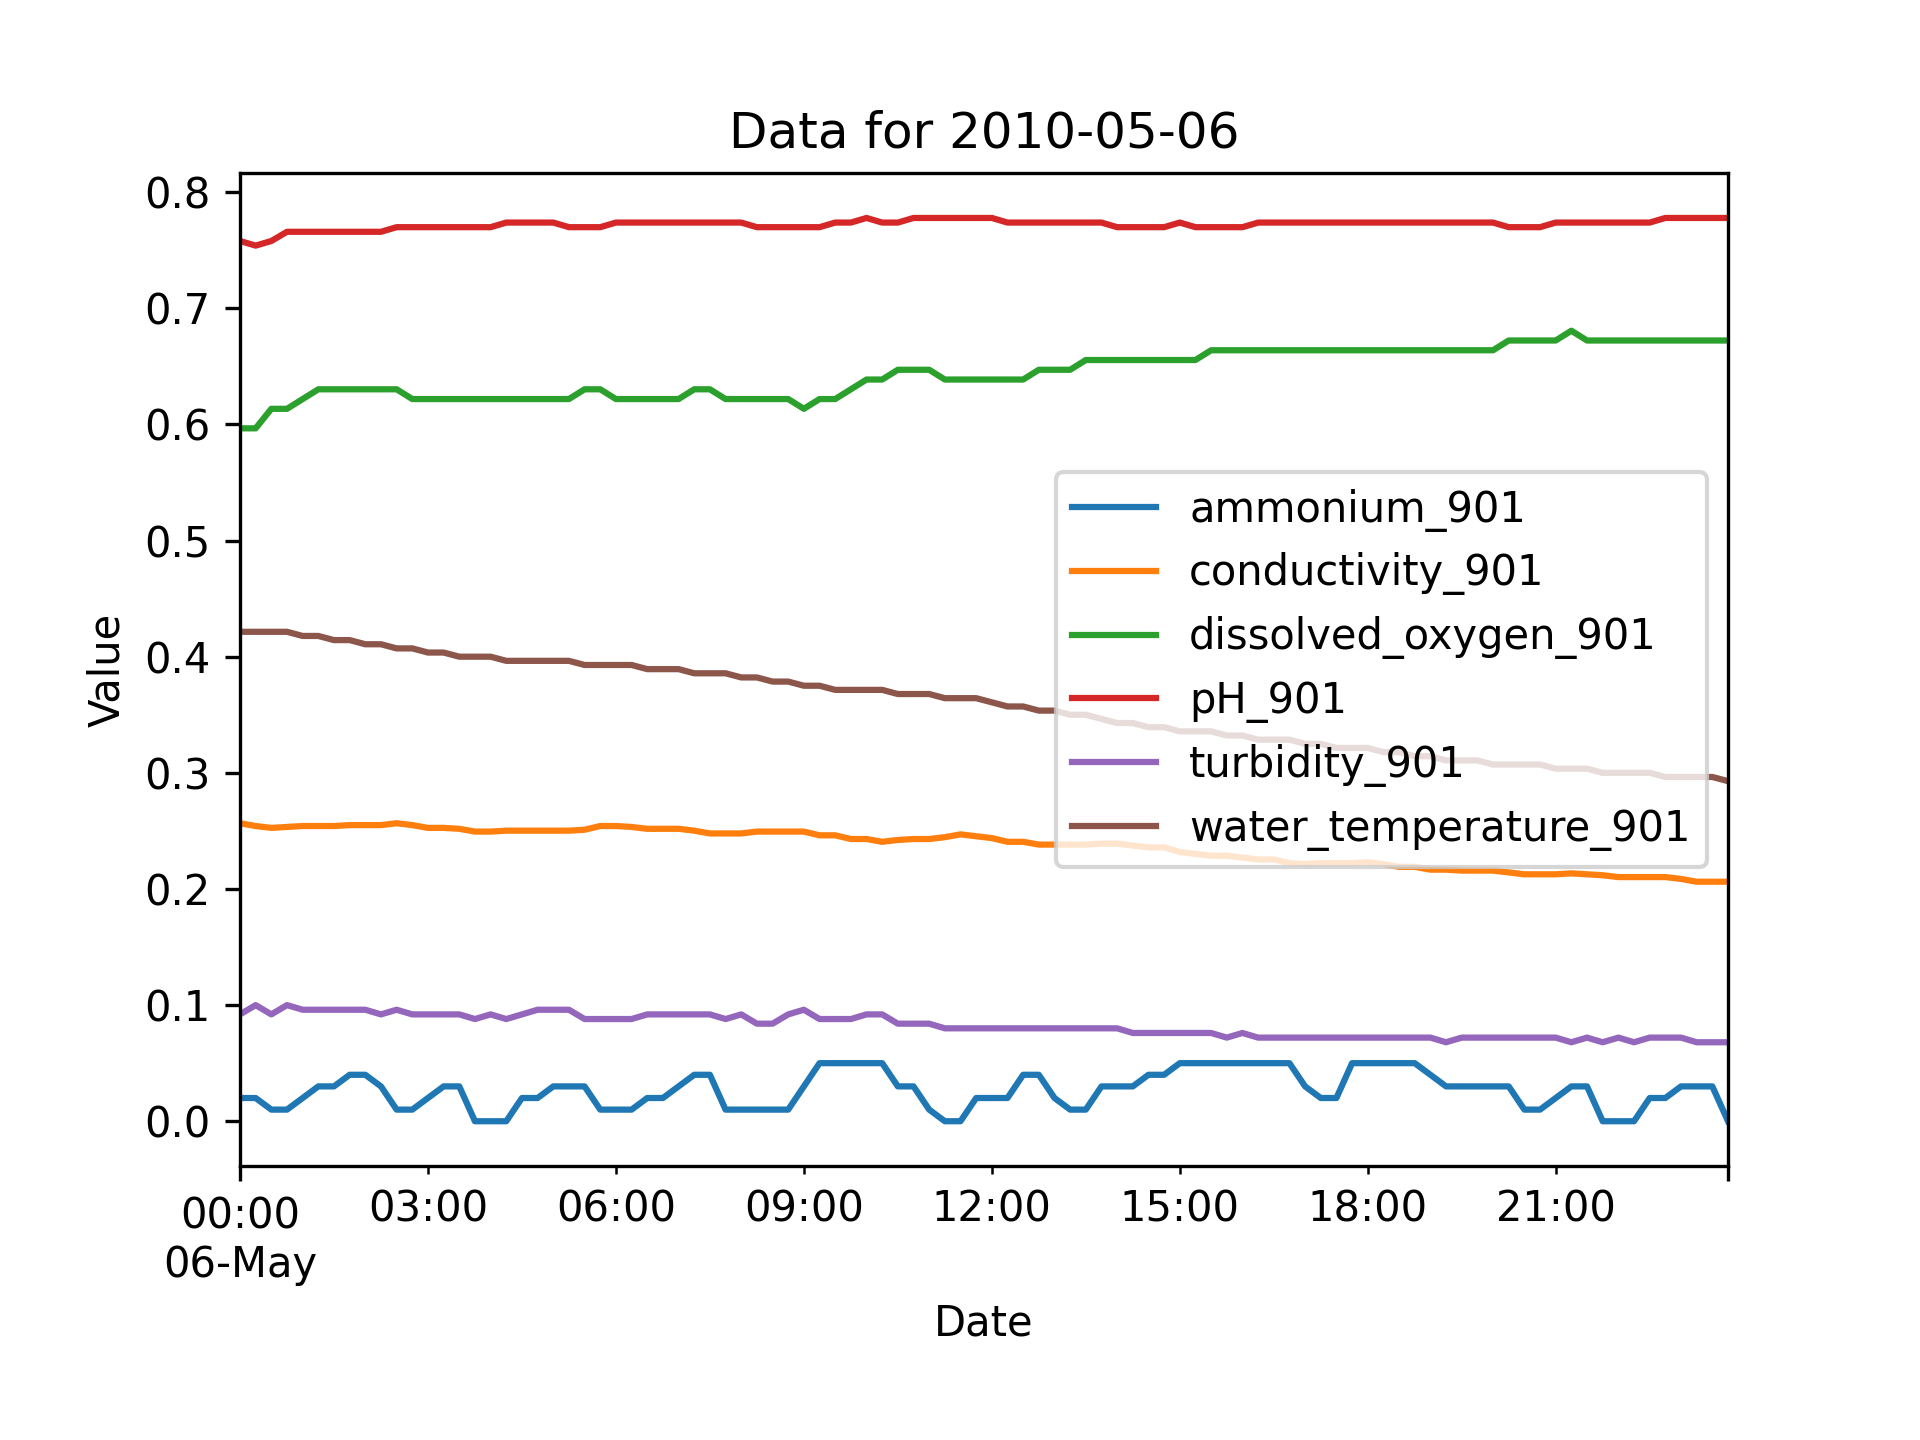 Data for 2010-05-06
0.8
0.7
0.6
0.5
0.4
0.3
0.2
0.1
0.0
Value
ammonium_901
conductivity_901
dissolved_oxygen_901
pH_901
turbidity_901
water_temperature_901
00:00 03:00 06:00 09:00 12:00 15:00 18:00 21:00
06-May
Date